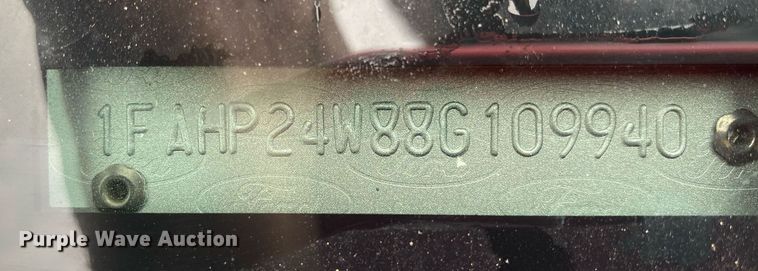 1FAHP24W88G109940
Purple Wave Auction